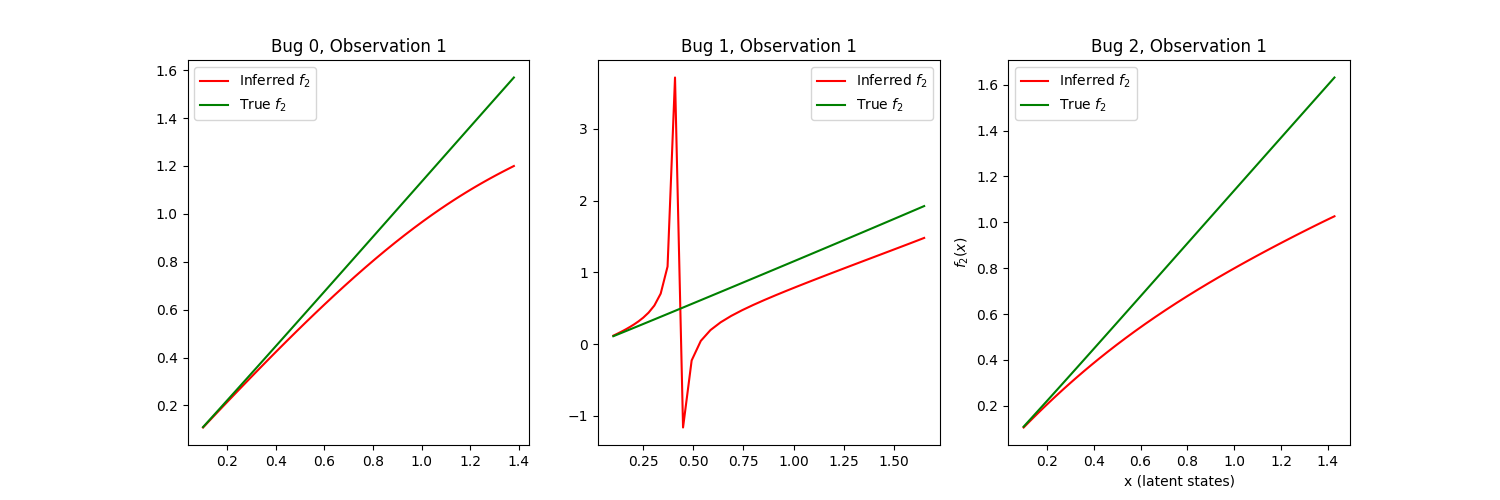 Bug 0, Observation 1
Inferred f₂
True f₂
1.6
1.4
1.2
1.0
0.8
0.6
0.4
0.2
0.2 0.4 0.6 0.8 1.0 1.2 1.4
Bug 1, Observation 1
Inferred f₂
True f₂
3
2
1
0
−1
0.25 0.50 0.75 1.00 1.25 1.50
Bug 2, Observation 1
Inferred f₂
True f₂
f₂(x)
1.6
1.4
1.2
1.0
0.8
0.6
0.4
0.2
0.2 0.4 0.6 0.8 1.0 1.2 1.4
x (latent states)